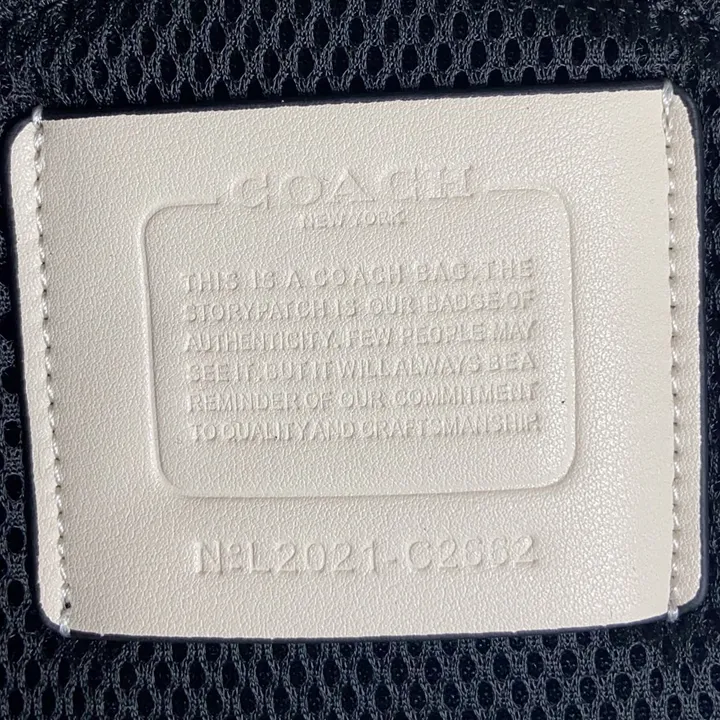 COACH
NEW YORK
THIS IS A COACH BAG. THE
STORYPATCH IS OUR BADGE OF
AUTHENTICITY. FEW PEOPLE MAY
SEE IT, BUT IT WILL ALWAYS BE A
REMINDER OF OUR COMMITMENT
TO QUALITY AND CRAFTSMANSHIP.
Nº L2021-C2662